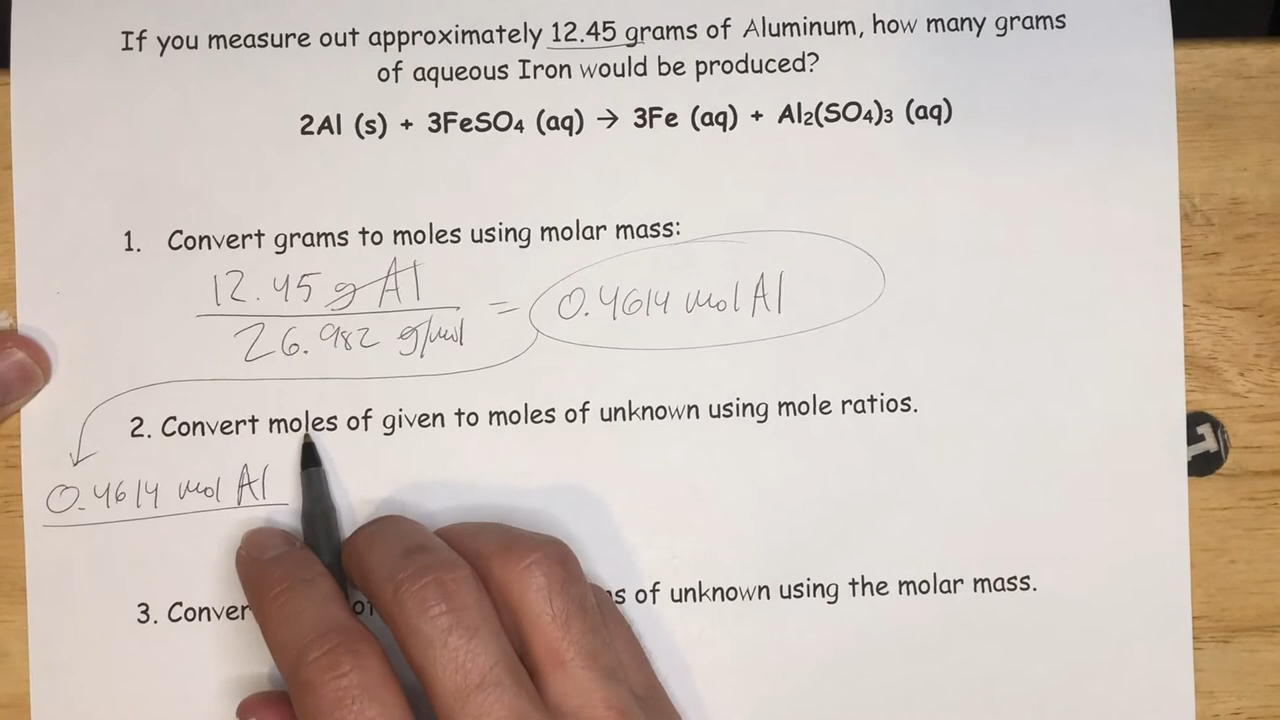 If you measure out approximately 12.45 grams of Aluminum, how many grams
of aqueous Iron would be produced?
2Al (s) + 3FeSO4 (aq) → 3Fe (aq) + Al2(SO4)3 (aq)
1. Convert grams to moles using molar mass:
12.45 g Al
26.982 g/mol
= 0.4614 mol Al
2. Convert moles of given to moles of unknown using mole ratios.
0.4614 mol Al
3. Conver of unknown using the molar mass.